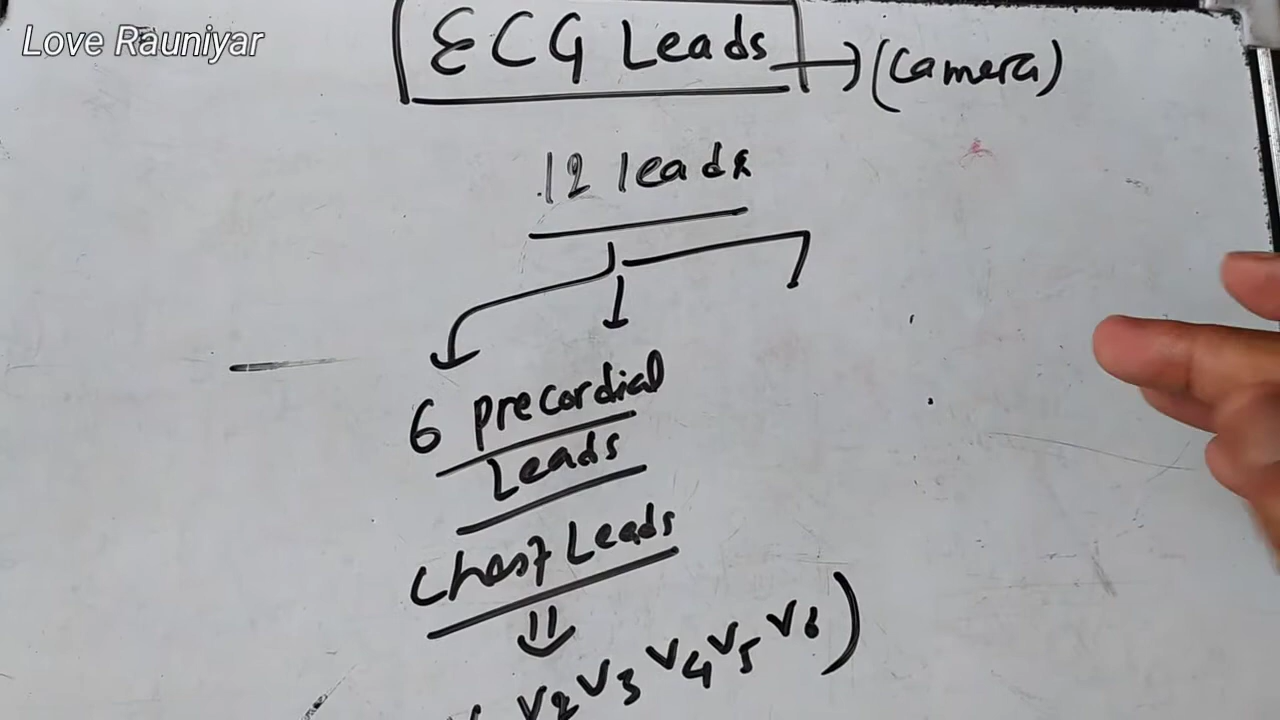 Love Rauniyar
ECG Leads → (Camera)
12 leads
6 Precordial
Leads
Chest Leads
V2 V3 V4 V5 V6)